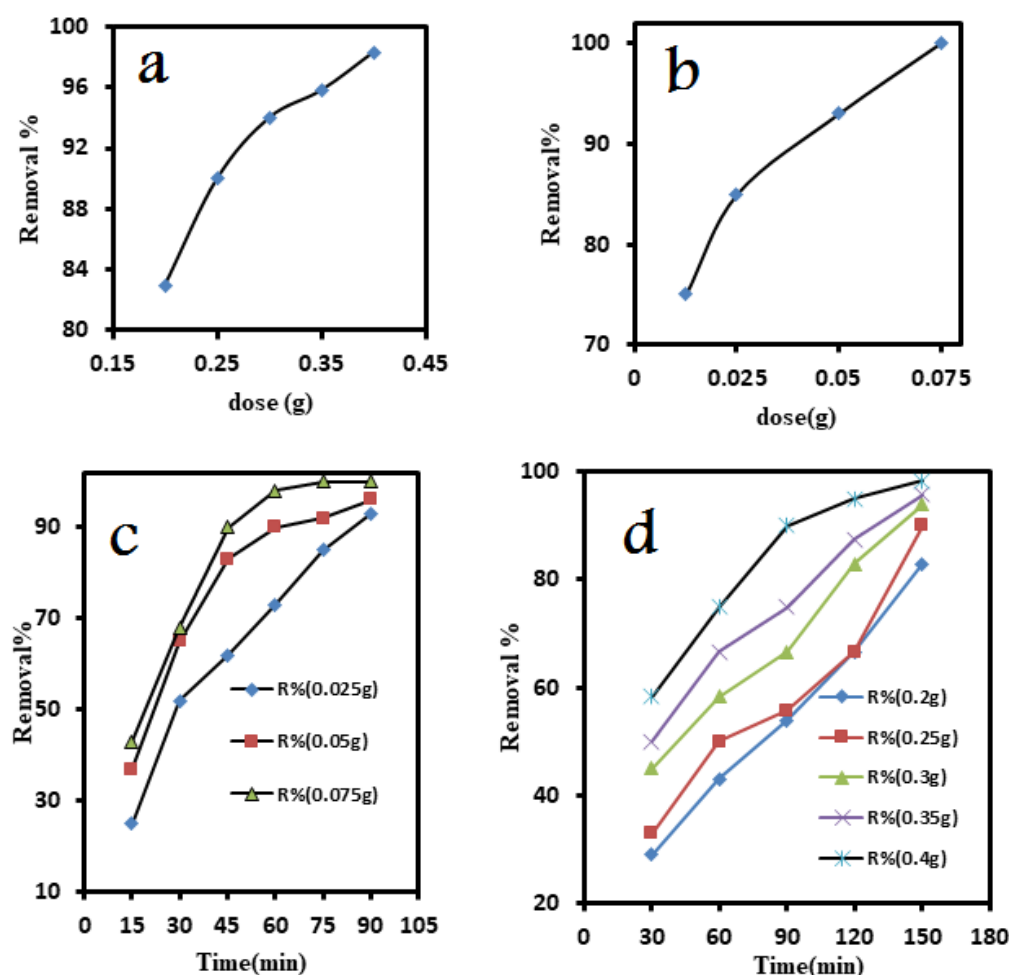 a
Removal %
100
96
92
88
84
80
0.15 0.25 0.35 0.45
dose (g)
b
Removal%
100
90
80
70
0 0.025 0.05 0.075
dose(g)
c
Removal%
90
70
50
30
10
R%(0.025g)
R%(0.05g)
R%(0.075g)
0 15 30 45 60 75 90 105
Time(min)
d
Removal %
100
80
60
40
20
R%(0.2g)
R%(0.25g)
R%(0.3g)
R%(0.35g)
R%(0.4g)
0 30 60 90 120 150 180
Time(min)